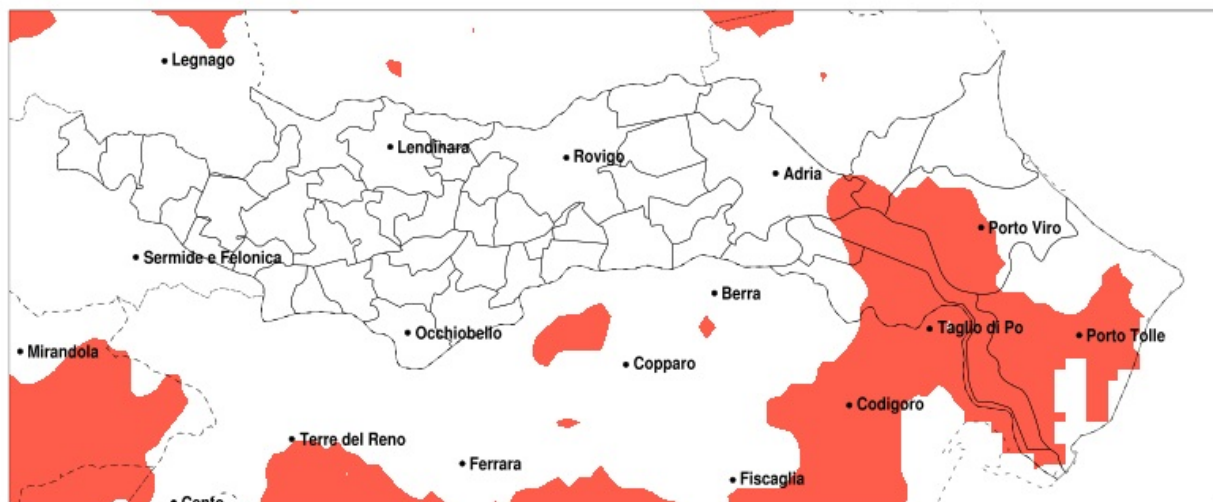 Legnago
Lendinara
Rovigo
Adria
Porto Viro
Sermide e Felonica
Berra
Occhiobello
Taglio di Po
Porto Tolle
Mirandola
Copparo
Codigoro
Terre del Reno
Ferrara
Fiscaglia